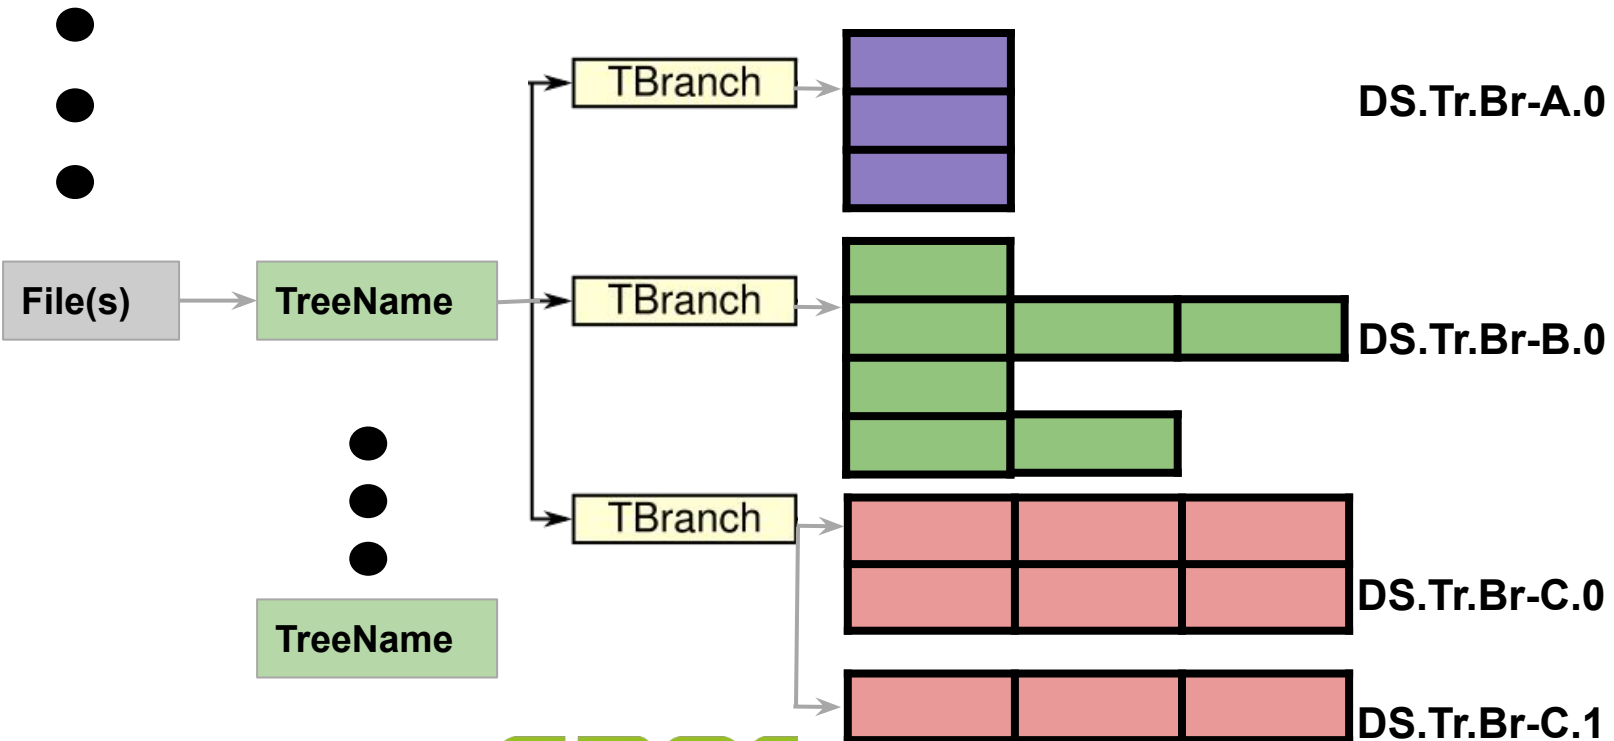 TBranch
DS.Tr.Br-A.0
File(s)
TreeName
TBranch
DS.Tr.Br-B.0
TBranch
DS.Tr.Br-C.0
TreeName
DS.Tr.Br-C.1